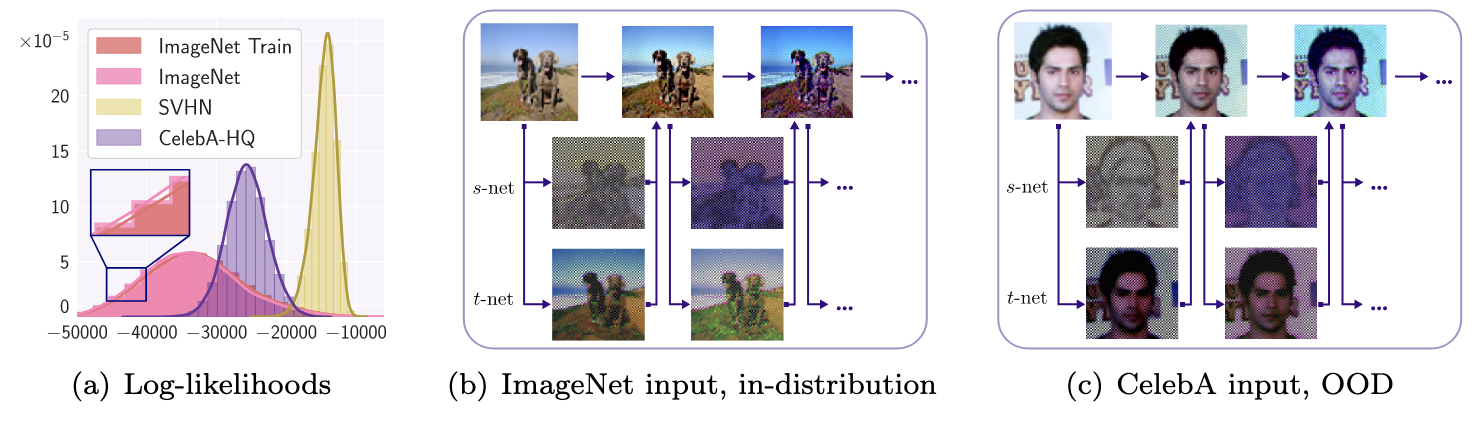 ×10⁻⁵
20
15
10
5
0
−50000 −40000 −30000 −20000 −10000
ImageNet Train
ImageNet
SVHN
CelebA-HQ
(a) Log-likelihoods
...
s-net
...
t-net
...
(b) ImageNet input, in-distribution
...
s-net
...
t-net
...
(c) CelebA input, OOD